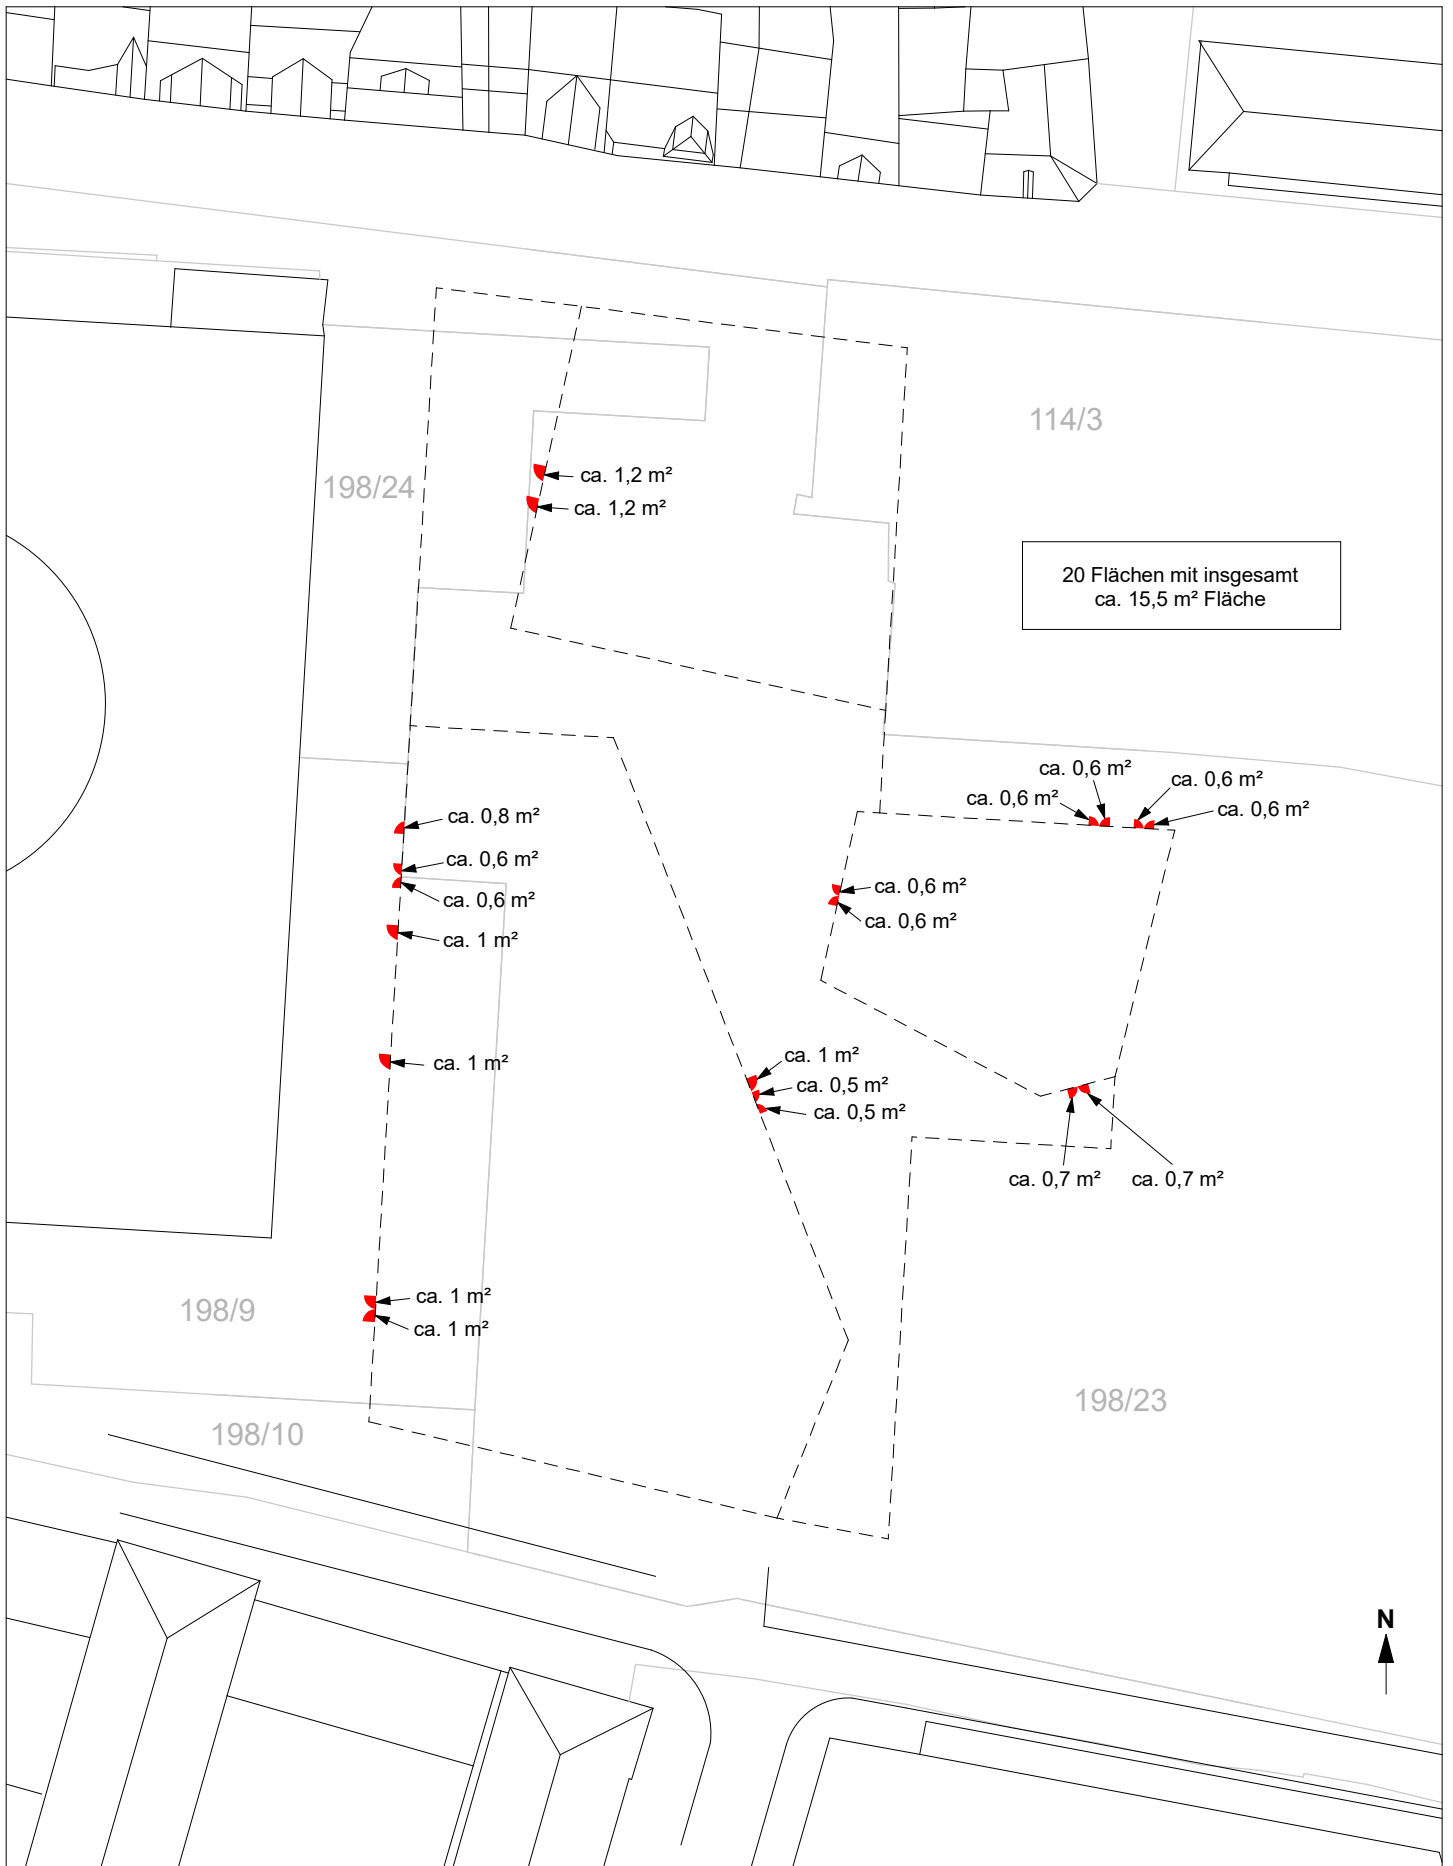 114/3
ca. 1,2 m²
198/24
ca. 1,2 m²
20 Flächen mit insgesamt
ca. 15,5 m² Fläche
ca. 0,6 m²
ca. 0,6 m²
ca. 0,6 m²
ca. 0,6 m²
ca. 0,8 m²
ca. 0,6 m²
ca. 0,6 m²
ca. 0,6 m²
ca. 0,6 m²
ca. 1 m²
ca. 1 m²
ca. 1 m²
ca. 0,5 m²
ca. 0,5 m²
ca. 0,7 m²
ca. 0,7 m²
ca. 1 m²
198/9
ca. 1 m²
198/23
198/10
N